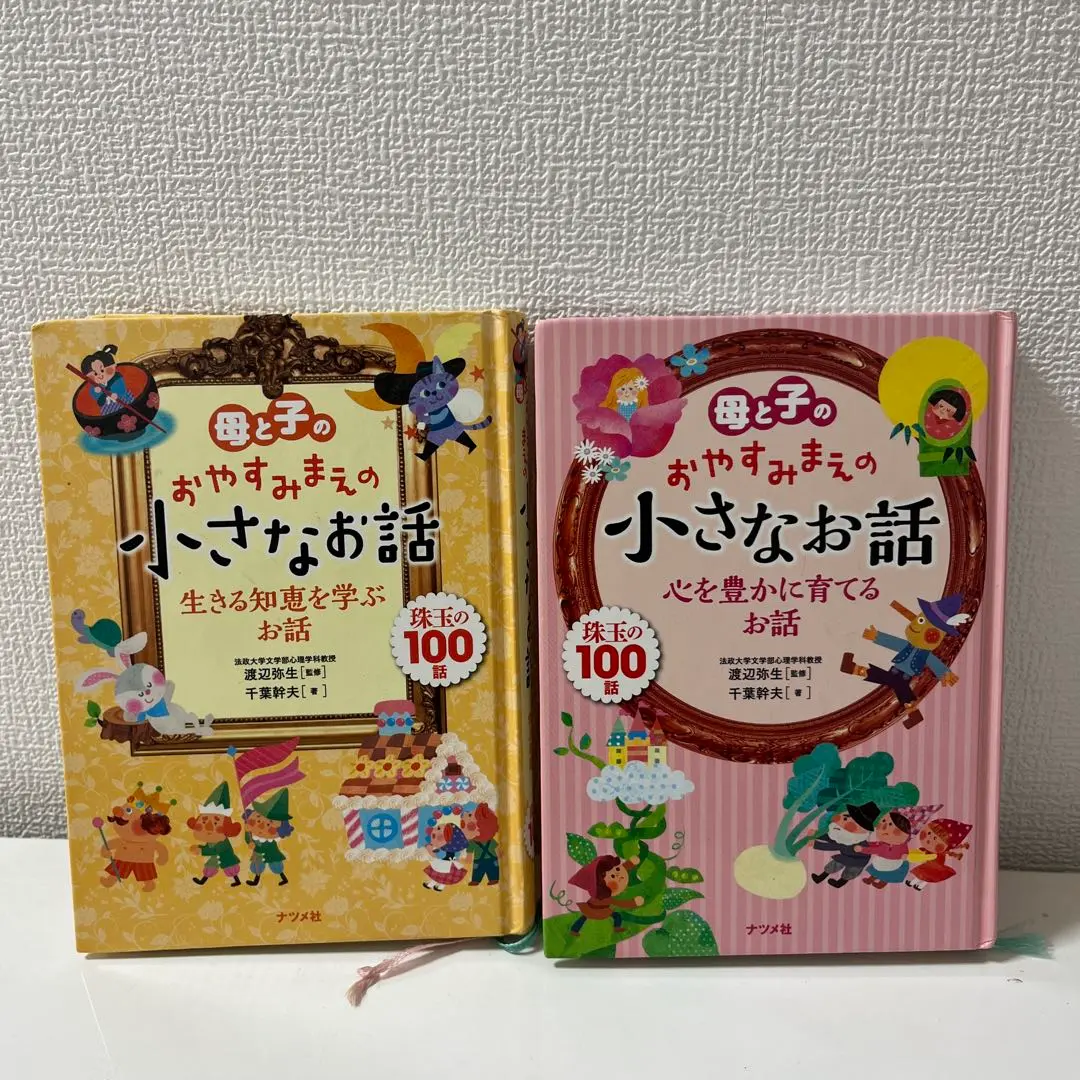 母と子の
おやすみまえの
小さなお話
生きる知恵を学ぶ
お話
珠玉の
100
話
法政大学文学部心理学科教授
渡辺弥生[監修]
千葉幹夫[著]
ナツメ社
母と子の
おやすみまえの
小さなお話
心を豊かに育てる
お話
珠玉の
100
話
法政大学文学部心理学科教授
渡辺弥生[監修]
千葉幹夫[著]
ナツメ社